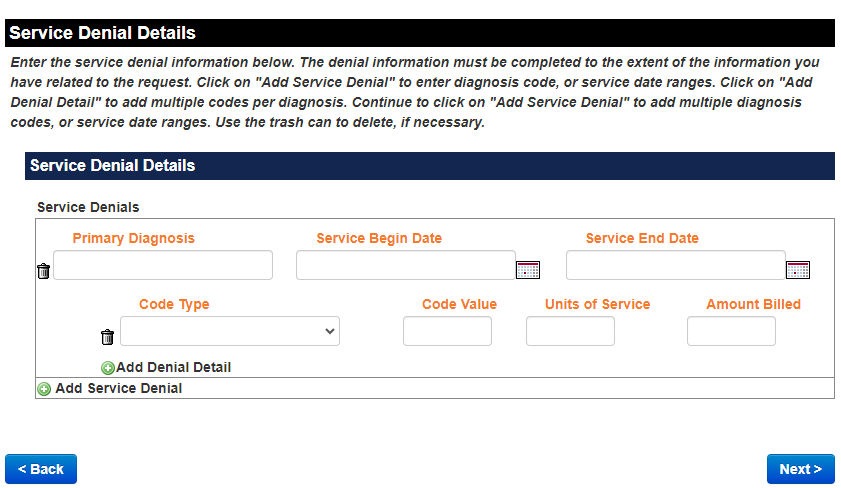 Service Denial Details
Enter the service denial information below. The denial information must be completed to the extent of the information you
have related to the request. Click on "Add Service Denial" to enter diagnosis code, or service date ranges. Click on "Add
Denial Detail" to add multiple codes per diagnosis. Continue to click on "Add Service Denial" to add multiple diagnosis
codes, or service date ranges. Use the trash can to delete, if necessary.
Service Denial Details
Service Denials
Primary Diagnosis Service Begin Date Service End Date
Code Type Code Value Units of Service Amount Billed
Add Denial Detail
Add Service Denial
< Back Next >